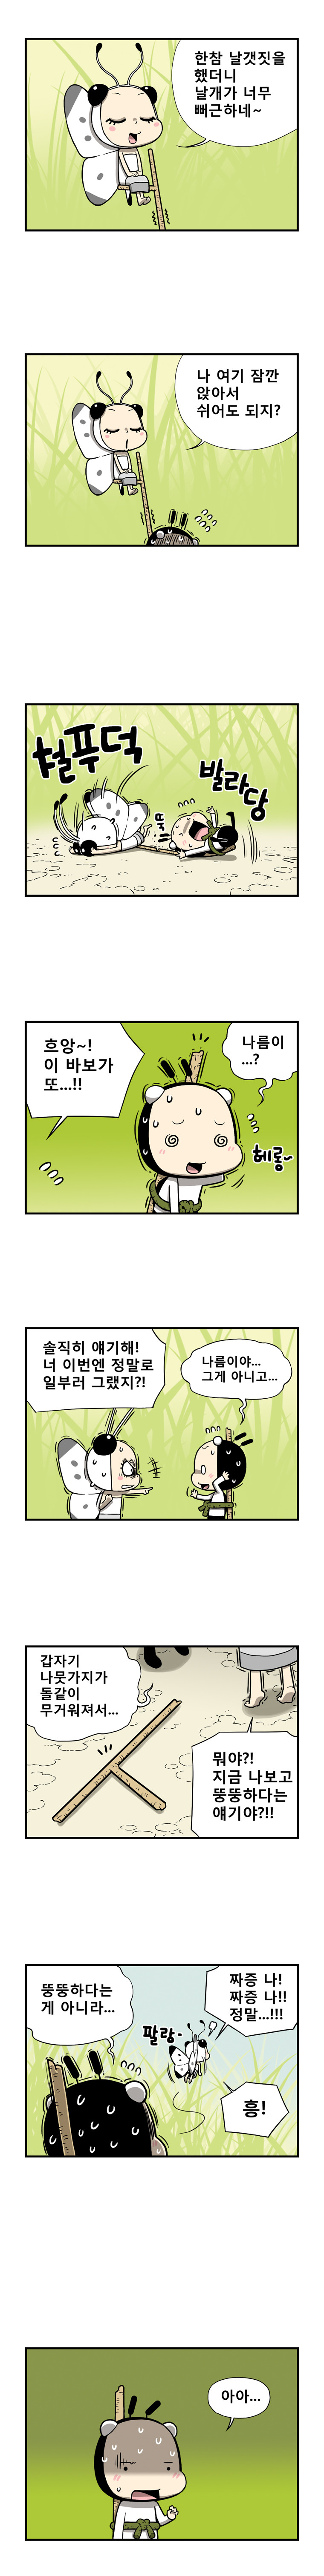 한참 날갯짓을
했더니
날개가 너무
뻐근하네~
나 여기 잠깐
앉아서
쉬어도 되지?
철푸덕
발라당
뚝
흐앙~!
이 바보가
또...!!
나름이
...?
헤롱~
솔직히 얘기해!
너 이번엔 정말로
일부러 그랬지?!
나름이야...
그게 아니고...
갑자기
나뭇가지가
돌같이
무거워져서...
뭐야?!
지금 나보고
뚱뚱하다는
얘기야?!!
뚱뚱하다는
게 아니라...
짜증 나!
짜증 나!!
정말...!!!
팔랑-
흥!
아아...